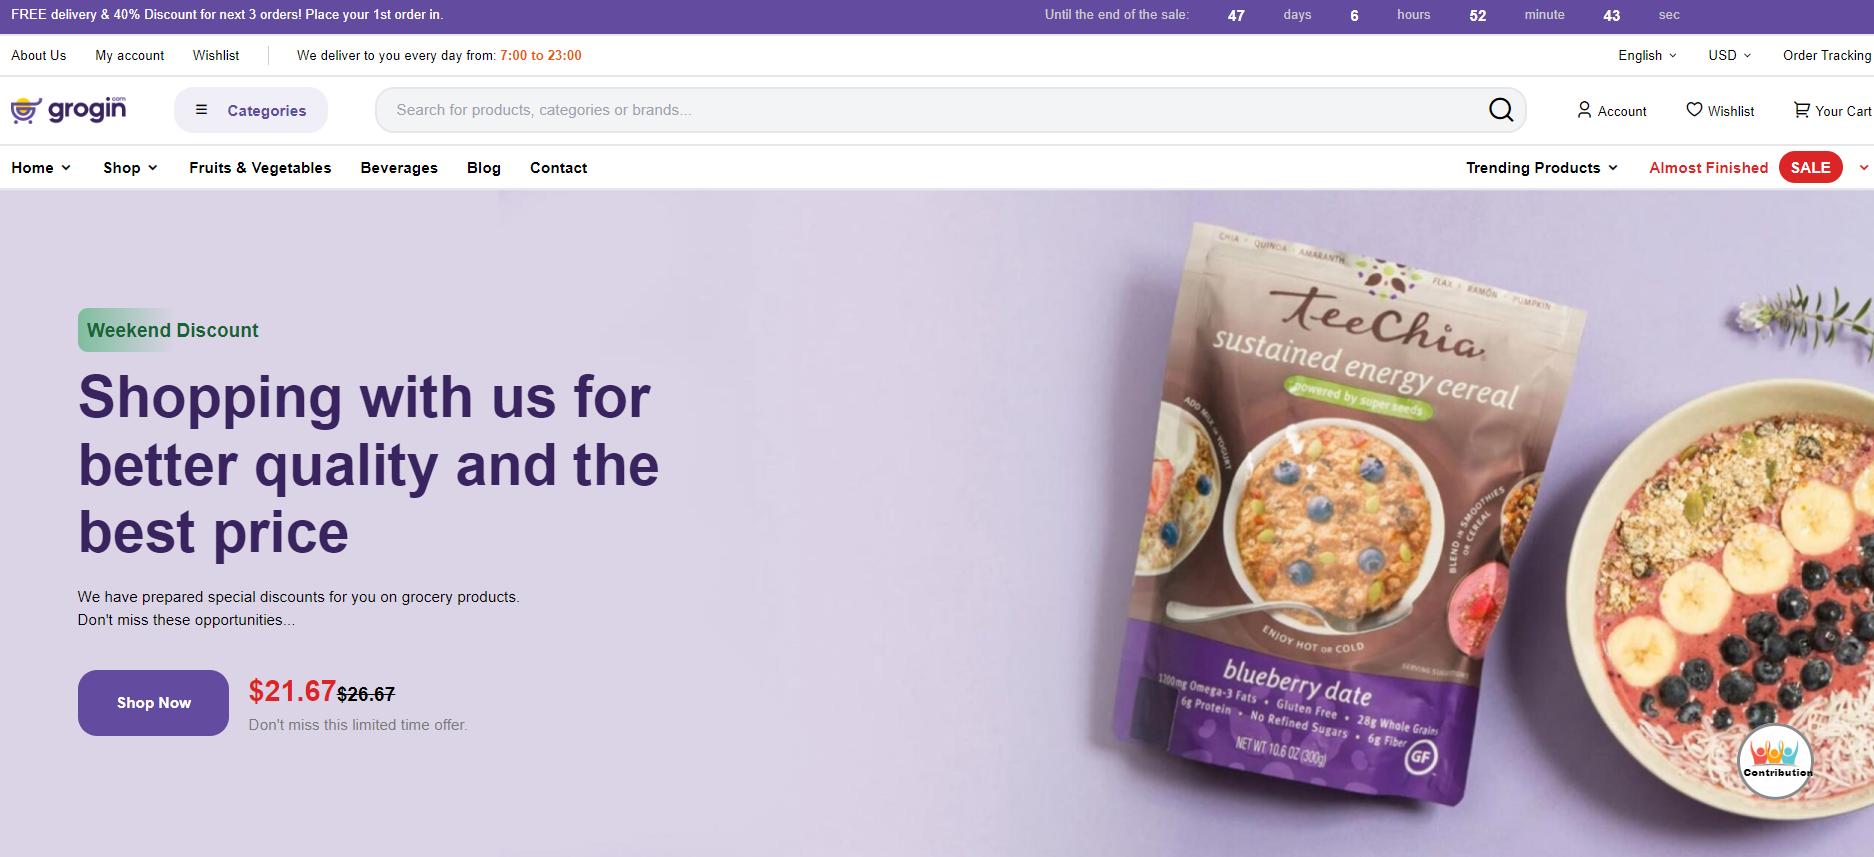 FREE delivery & 40% Discount for next 3 orders! Place your 1st order in.
Until the end of the sale: 47 days 6 hours 52 minute 43 sec
About Us My account Wishlist We deliver to you every day from: 7:00 to 23:00
English USD Order Tracking
grogin.com
Categories
Search for products, categories or brands...
Account Wishlist Your Cart
Home Shop Fruits & Vegetables Beverages Blog Contact
Trending Products Almost Finished SALE
Weekend Discount
Shopping with us for
better quality and the
best price
We have prepared special discounts for you on grocery products.
Don't miss these opportunities...
Shop Now
$21.67 $26.67
Don't miss this limited time offer.
CHIA • QUINOA • AMARANTH
FLAX • RAMÓN • PUMPKIN
teeChia
sustained energy cereal
powered by super seeds
ADD MILK or YOGURT
BLEND in SMOOTHIES
or CEREAL
ENJOY HOT or COLD
SERVING SUGGESTIONS
blueberry date
1200mg Omega-3 Fats • Gluten Free • 28g Whole Grains
6g Protein • No Refined Sugars • 6g Fiber
NET WT 10.6 OZ (300g)
GF
Contribution